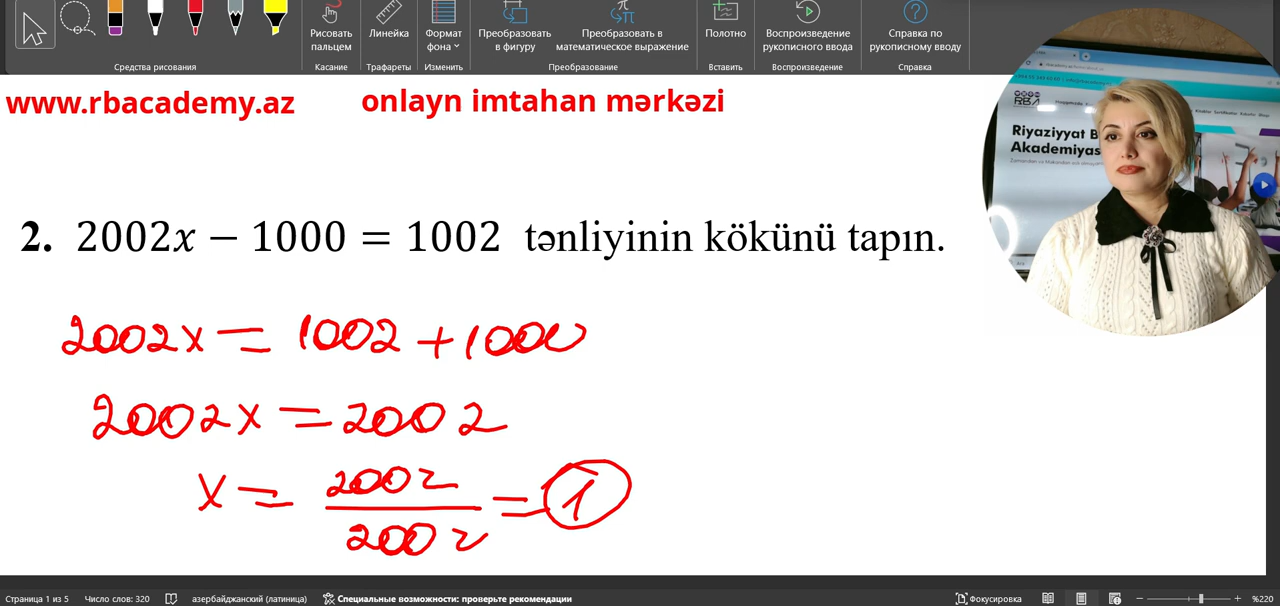 Рисовать пальцем
Линейка
Формат фона
Преобразовать в фигуру
Преобразовать в математическое выражение
Полотно
Воспроизведение рукописного ввода
Справка по рукописному вводу
Средства рисования
Касание
Трафареты
Изменить
Преобразование
Вставить
Воспроизведение
Справка
www.rbacademy.az onlayn imtahan mərkəzi
RBA
Riyaziyyat B
Akademiyas
2. 2002x − 1000 = 1002 tənliyinin kökünü tapın.
2002x = 1002 + 1000
2002x = 2002
x = 2002/2002 = 1
Страница 1 из 5 Число слов: 320 азербайджанский (латиница) Специальные возможности: проверьте рекомендации Фокусировка − + %220